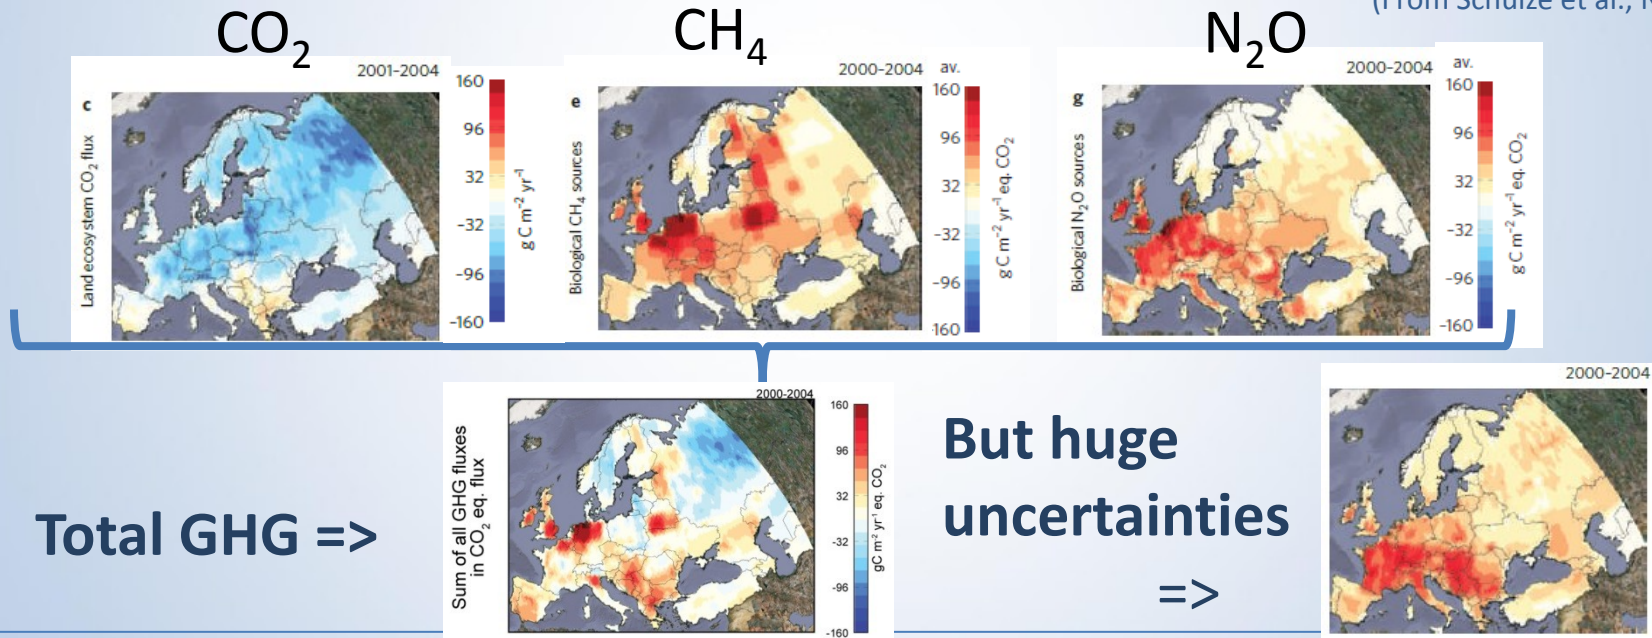 (From Schulze et al., N
CO2
CH4
N2O
2001-2004
c
Land ecosystem CO2 flux
160
96
32
-32
-96
-160
g C m-2 yr-1
2000-2004
e
Biological CH4 sources
av.
160
96
32
-32
-96
160
g C m-2 yr-1 eq. CO2
2000-2004
g
Biological N2O sources
av.
160
96
32
-32
-96
-160
g C m-2 yr-1 eq. CO2
Total GHG =>
2000-2004
Sum of all GHG fluxes
in CO2 eq. flux
160
96
32
-32
-96
-160
gC m-2 yr-1 eq. CO2
But huge
uncertainties
=>
2000-2004